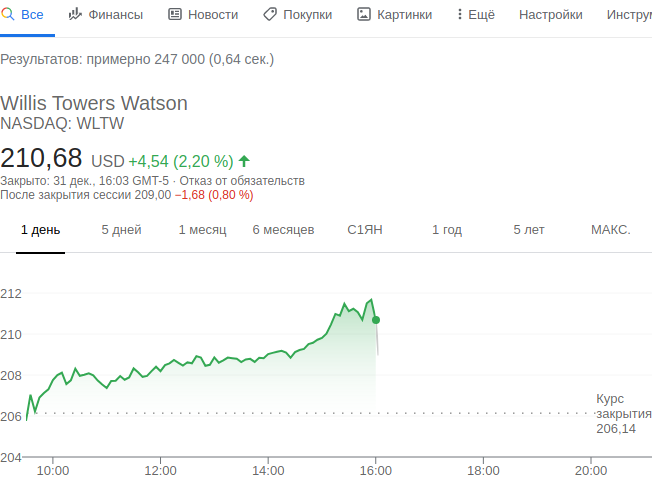 Все Финансы Новости Покупки Картинки Ещё Настройки
Результатов: примерно 247 000 (0,64 сек.)
Willis Towers Watson
NASDAQ: WLTW
210,68 USD +4,54 (2,20 %)
Закрыто: 31 дек., 16:03 GMT-5 · Отказ от обязательств
После закрытия сессии 209,00 −1,68 (0,80 %)
1 день 5 дней 1 месяц 6 месяцев С1ЯН 1 год 5 лет МАКС.
212
210
208
206
204
Курс
закрытия
206,14
10:00 12:00 14:00 16:00 18:00 20:00